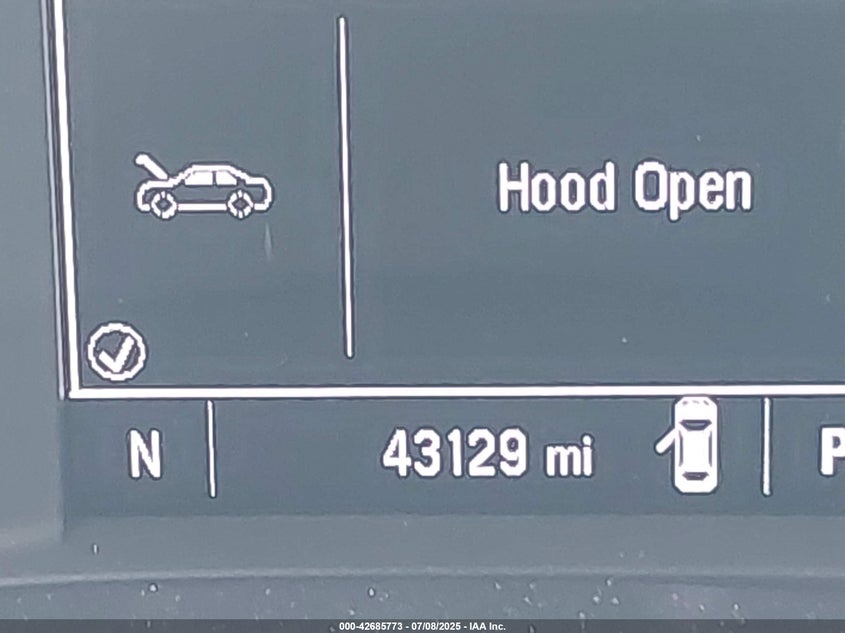 Hood Open
N
43129 mi
P
000-42685773 - 07/08/2025 - IAA Inc.